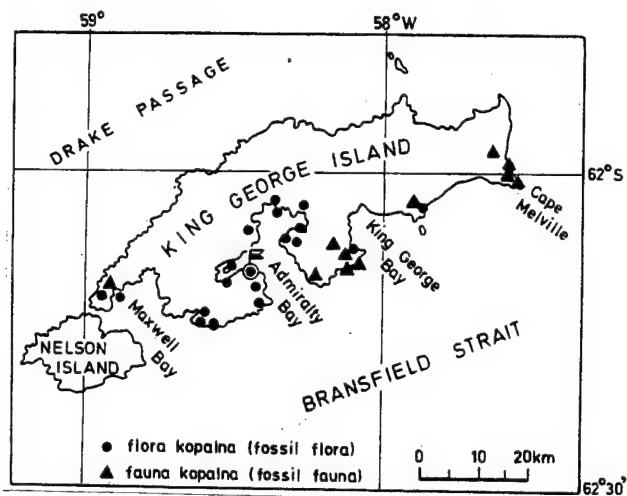 59°
58°W
DRAKE PASSAGE
KING GEORGE ISLAND
62°S
Cape
Melville
King George
Bay
Admiralty
Bay
Maxwell
Bay
NELSON
ISLAND
BRANSFIELD STRAIT
flora kopalna (fossil flora)
fauna kopalna (fossil fauna)
0 10 20km
62°30'